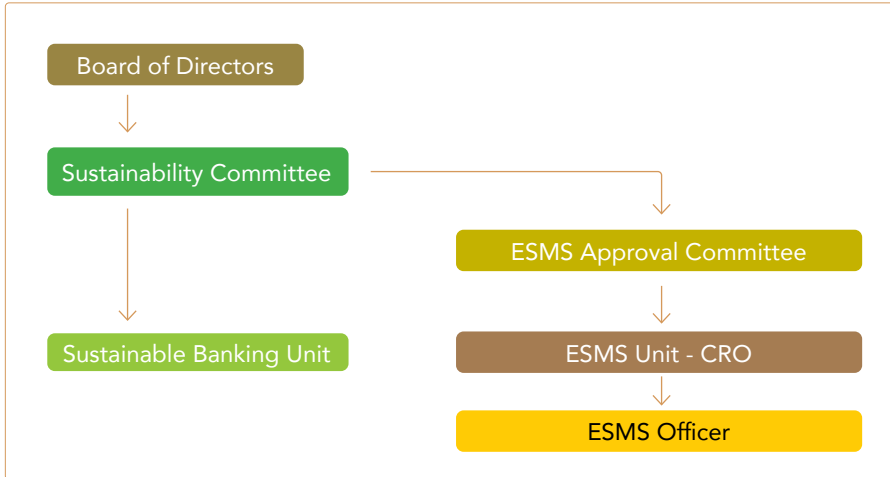 Board of Directors
Sustainability Committee
ESMS Approval Committee
Sustainable Banking Unit
ESMS Unit - CRO
ESMS Officer